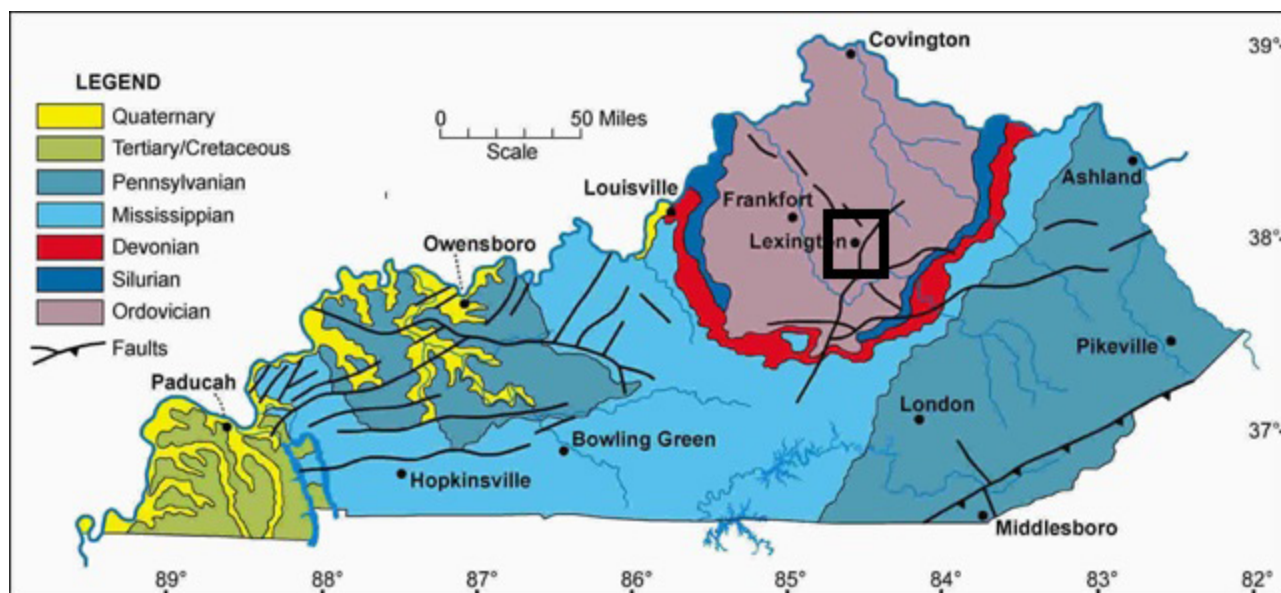 LEGEND
Quaternary
Tertiary/Cretaceous
Pennsylvanian
Mississippian
Devonian
Silurian
Ordovician
Faults
0 50 Miles
Scale
Covington
39°
Louisville
Frankfort
Ashland
Lexington
38°
Owensboro
Pikeville
Paducah
London
37°
Bowling Green
Hopkinsville
Middlesboro
89° 88° 87° 86° 85° 84° 83° 82°